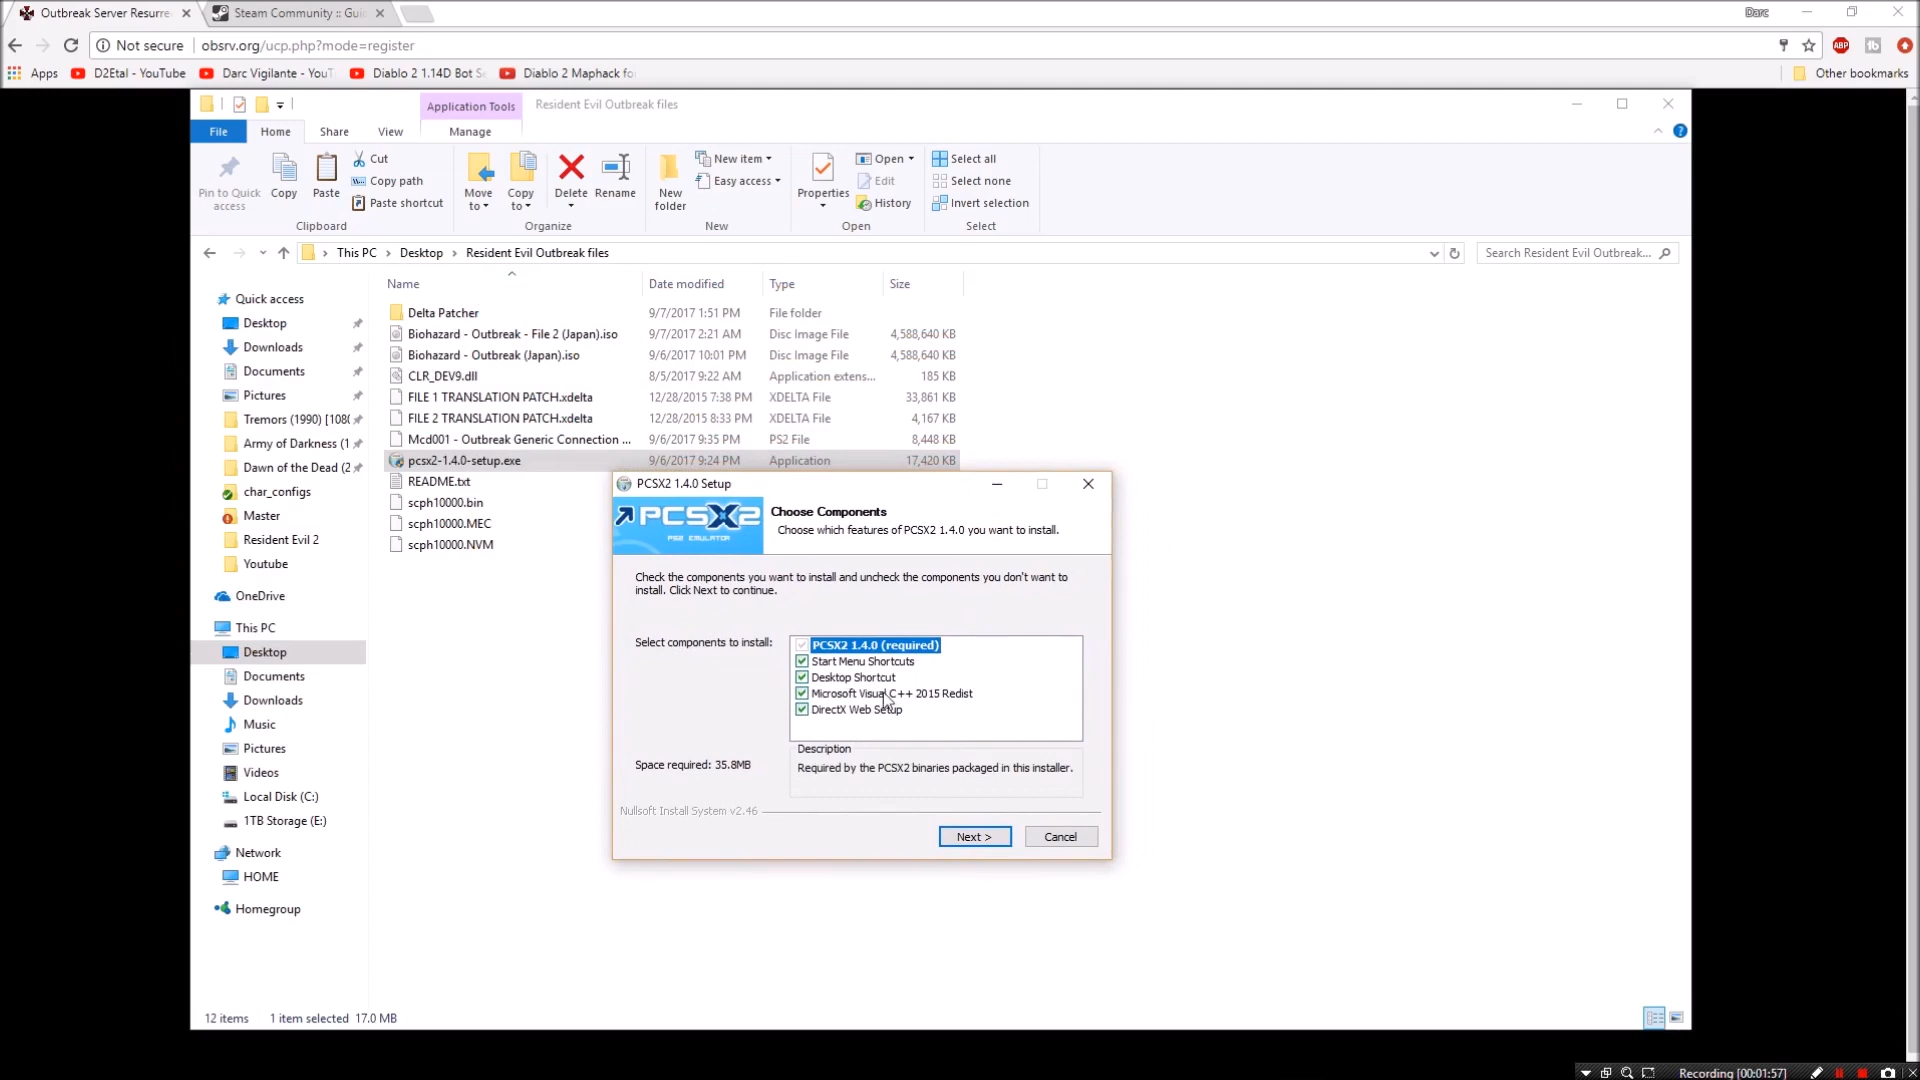 Outbreak Server Resurre
Steam Community :: Gui
Darc
Not secure
obsrv.org/ucp.php?mode=register
ABP
Apps
D2Etal - YouTube
Darc Vigilante - YouT
Diablo 2 1.14D Bot Se
Diablo 2 Maphack fo
Other bookmarks
Application Tools
Resident Evil Outbreak files
File
Home
Share
View
Manage
Pin to Quick access
Copy
Paste
Cut
Copy path
Paste shortcut
Clipboard
Move to
Copy to
Delete
Rename
Organize
New folder
New item
Easy access
New
Properties
Open
Edit
History
Open
Select all
Select none
Invert selection
Select
This PC > Desktop > Resident Evil Outbreak files
Search Resident Evil Outbreak...
Name
Date modified
Type
Size
Quick access
Desktop
Downloads
Documents
Pictures
Tremors (1990) [108(
Army of Darkness (1
Dawn of the Dead (2
char_configs
Master
Resident Evil 2
Youtube
OneDrive
This PC
Desktop
Documents
Downloads
Music
Pictures
Videos
Local Disk (C:)
1TB Storage (E:)
Network
HOME
Homegroup
Delta Patcher 9/7/2017 1:51 PM File folder
Biohazard - Outbreak - File 2 (Japan).iso 9/7/2017 2:21 AM Disc Image File 4,588,640 KB
Biohazard - Outbreak (Japan).iso 9/6/2017 10:01 PM Disc Image File 4,588,640 KB
CLR_DEV9.dll 8/5/2017 9:22 AM Application extens... 185 KB
FILE 1 TRANSLATION PATCH.xdelta 12/28/2015 7:38 PM XDELTA File 33,861 KB
FILE 2 TRANSLATION PATCH.xdelta 12/28/2015 8:33 PM XDELTA File 4,167 KB
Mcd001 - Outbreak Generic Connection ... 9/6/2017 9:35 PM PS2 File 8,448 KB
pcsx2-1.4.0-setup.exe 9/6/2017 9:24 PM Application 17,420 KB
README.txt
scph10000.bin
scph10000.MEC
scph10000.NVM
PCSX2 1.4.0 Setup
PCSX2
PS2 EMULATOR
Choose Components
Choose which features of PCSX2 1.4.0 you want to install.
Check the components you want to install and uncheck the components you don't want to
install. Click Next to continue.
Select components to install:
PCSX2 1.4.0 (required)
Start Menu Shortcuts
Desktop Shortcut
Microsoft Visual C++ 2015 Redist
DirectX Web Setup
Description
Required by the PCSX2 binaries packaged in this installer.
Space required: 35.8MB
Nullsoft Install System v2.46
Next >
Cancel
12 items
1 item selected 17.0 MB
Recording [00:01:57]